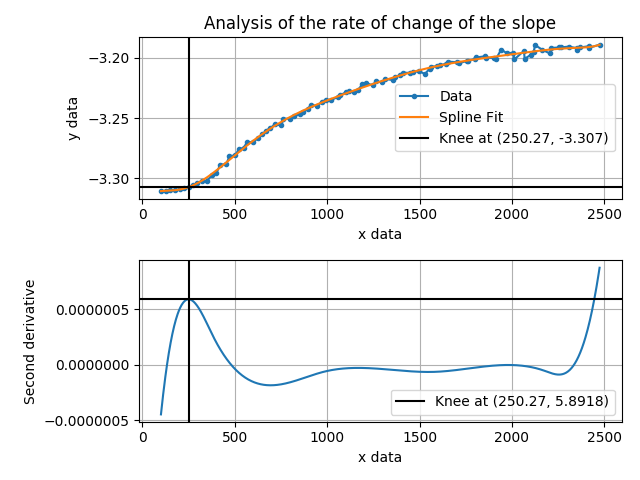 Analysis of the rate of change of the slope
−3.20
−3.25
−3.30
y data
Data
Spline Fit
Knee at (250.27, -3.307)
0 500 1000 1500 2000 2500
x data
0.0000005
0.0000000
−0.0000005
Second derivative
Knee at (250.27, 5.8918)
0 500 1000 1500 2000 2500
x data